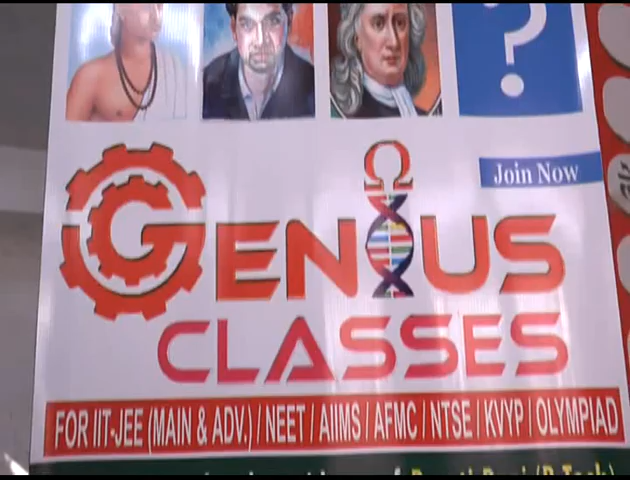 ?
Join Now
GENIUS
CLASSES
FOR IIT-JEE (MAIN & ADV.) / NEET / AIIMS / AFMC / NTSE / KVYP / OLYMPIAD